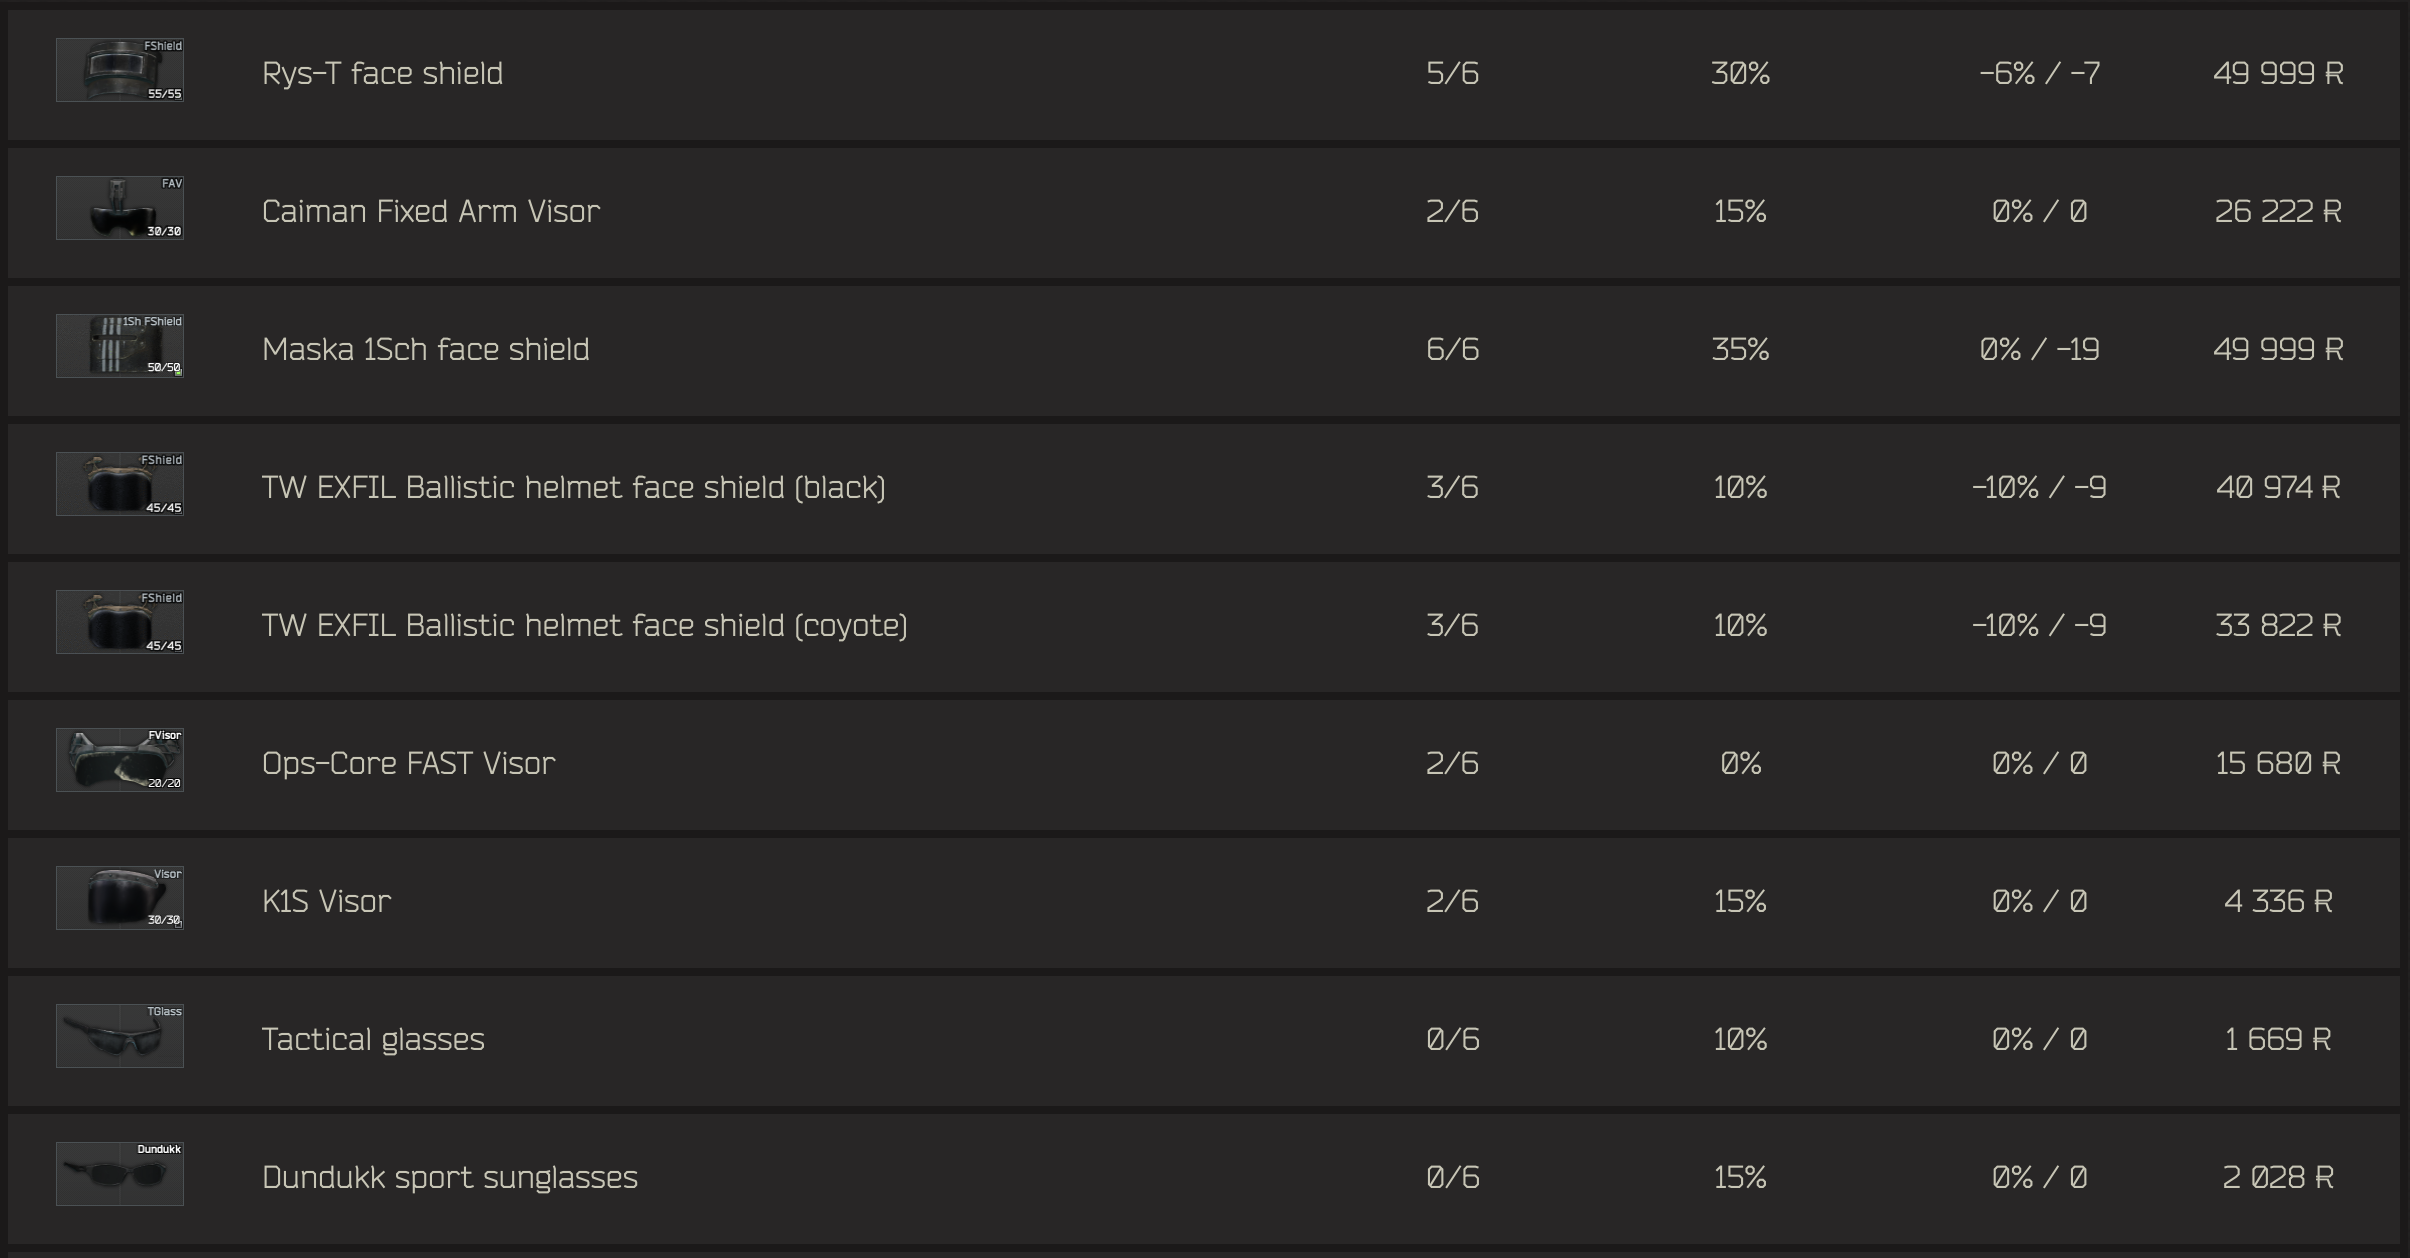 FShield
55/55
Rys-T face shield 5/6 30% -6% / -7 49 999 ₽
FAV
30/30
Caiman Fixed Arm Visor 2/6 15% 0% / 0 26 222 ₽
1Sh FShield
50/50
Maska 1Sch face shield 6/6 35% 0% / -19 49 999 ₽
FShield
45/45
TW EXFIL Ballistic helmet face shield (black) 3/6 10% -10% / -9 40 974 ₽
FShield
45/45
TW EXFIL Ballistic helmet face shield (coyote) 3/6 10% -10% / -9 33 822 ₽
FVisor
20/20
Ops-Core FAST Visor 2/6 0% 0% / 0 15 680 ₽
Visor
30/30
K1S Visor 2/6 15% 0% / 0 4 336 ₽
TGlass
Tactical glasses 0/6 10% 0% / 0 1 669 ₽
Dundukk
Dundukk sport sunglasses 0/6 15% 0% / 0 2 028 ₽